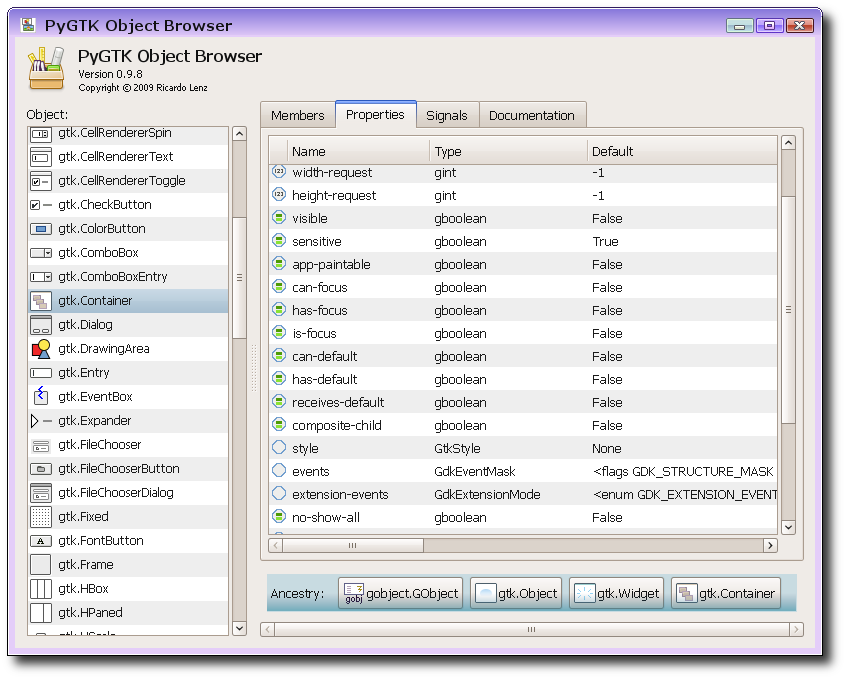 PyGTK Object Browser
PyGTK Object Browser
Version 0.9.8
Copyright © 2009 Ricardo Lenz
Object:
gtk.CellRendererSpin
gtk.CellRendererText
gtk.CellRendererToggle
gtk.CheckButton
gtk.ColorButton
gtk.ComboBox
gtk.ComboBoxEntry
gtk.Container
gtk.Dialog
gtk.DrawingArea
gtk.Entry
gtk.EventBox
gtk.Expander
gtk.FileChooser
gtk.FileChooserButton
gtk.FileChooserDialog
gtk.Fixed
gtk.FontButton
gtk.Frame
gtk.HBox
gtk.HPaned
Members Properties Signals Documentation
Name Type Default
width-request gint -1
height-request gint -1
visible gboolean False
sensitive gboolean True
app-paintable gboolean False
can-focus gboolean False
has-focus gboolean False
is-focus gboolean False
can-default gboolean False
has-default gboolean False
receives-default gboolean False
composite-child gboolean False
style GtkStyle None
events GdkEventMask <flags GDK_STRUCTURE_MASK
extension-events GdkExtensionMode <enum GDK_EXTENSION_EVENT
no-show-all gboolean False
Ancestry: gobj gobject.GObject gtk.Object gtk.Widget gtk.Container